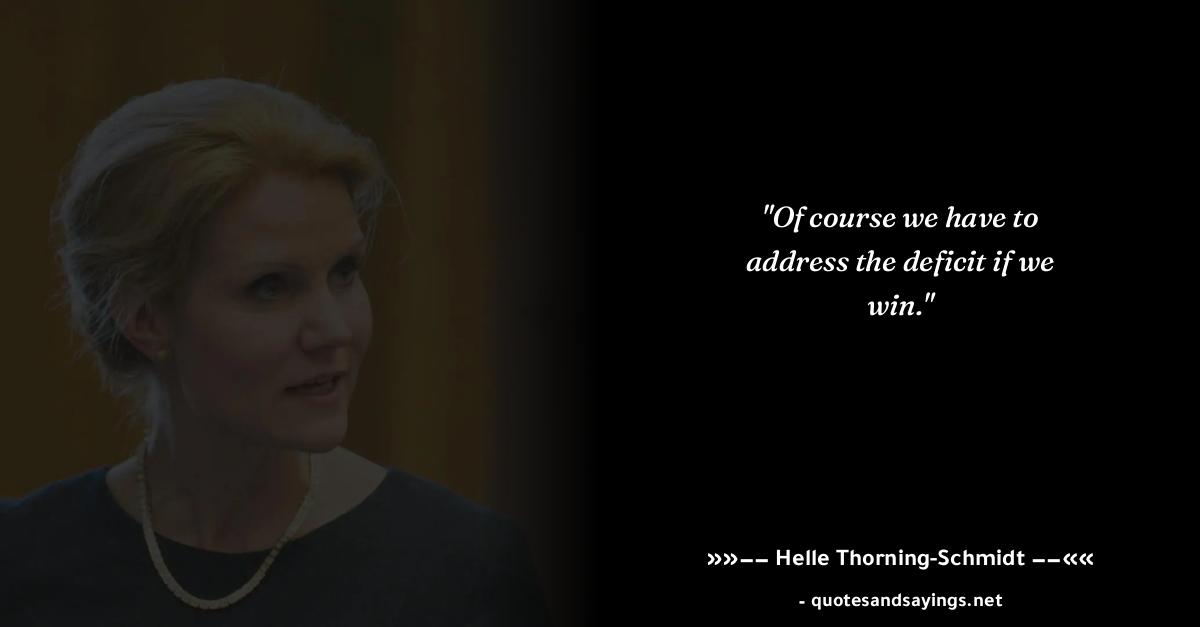 "Of course we have to
address the deficit if we
win."
»»–– Helle Thorning-Schmidt ––««
- quotesandsayings.net